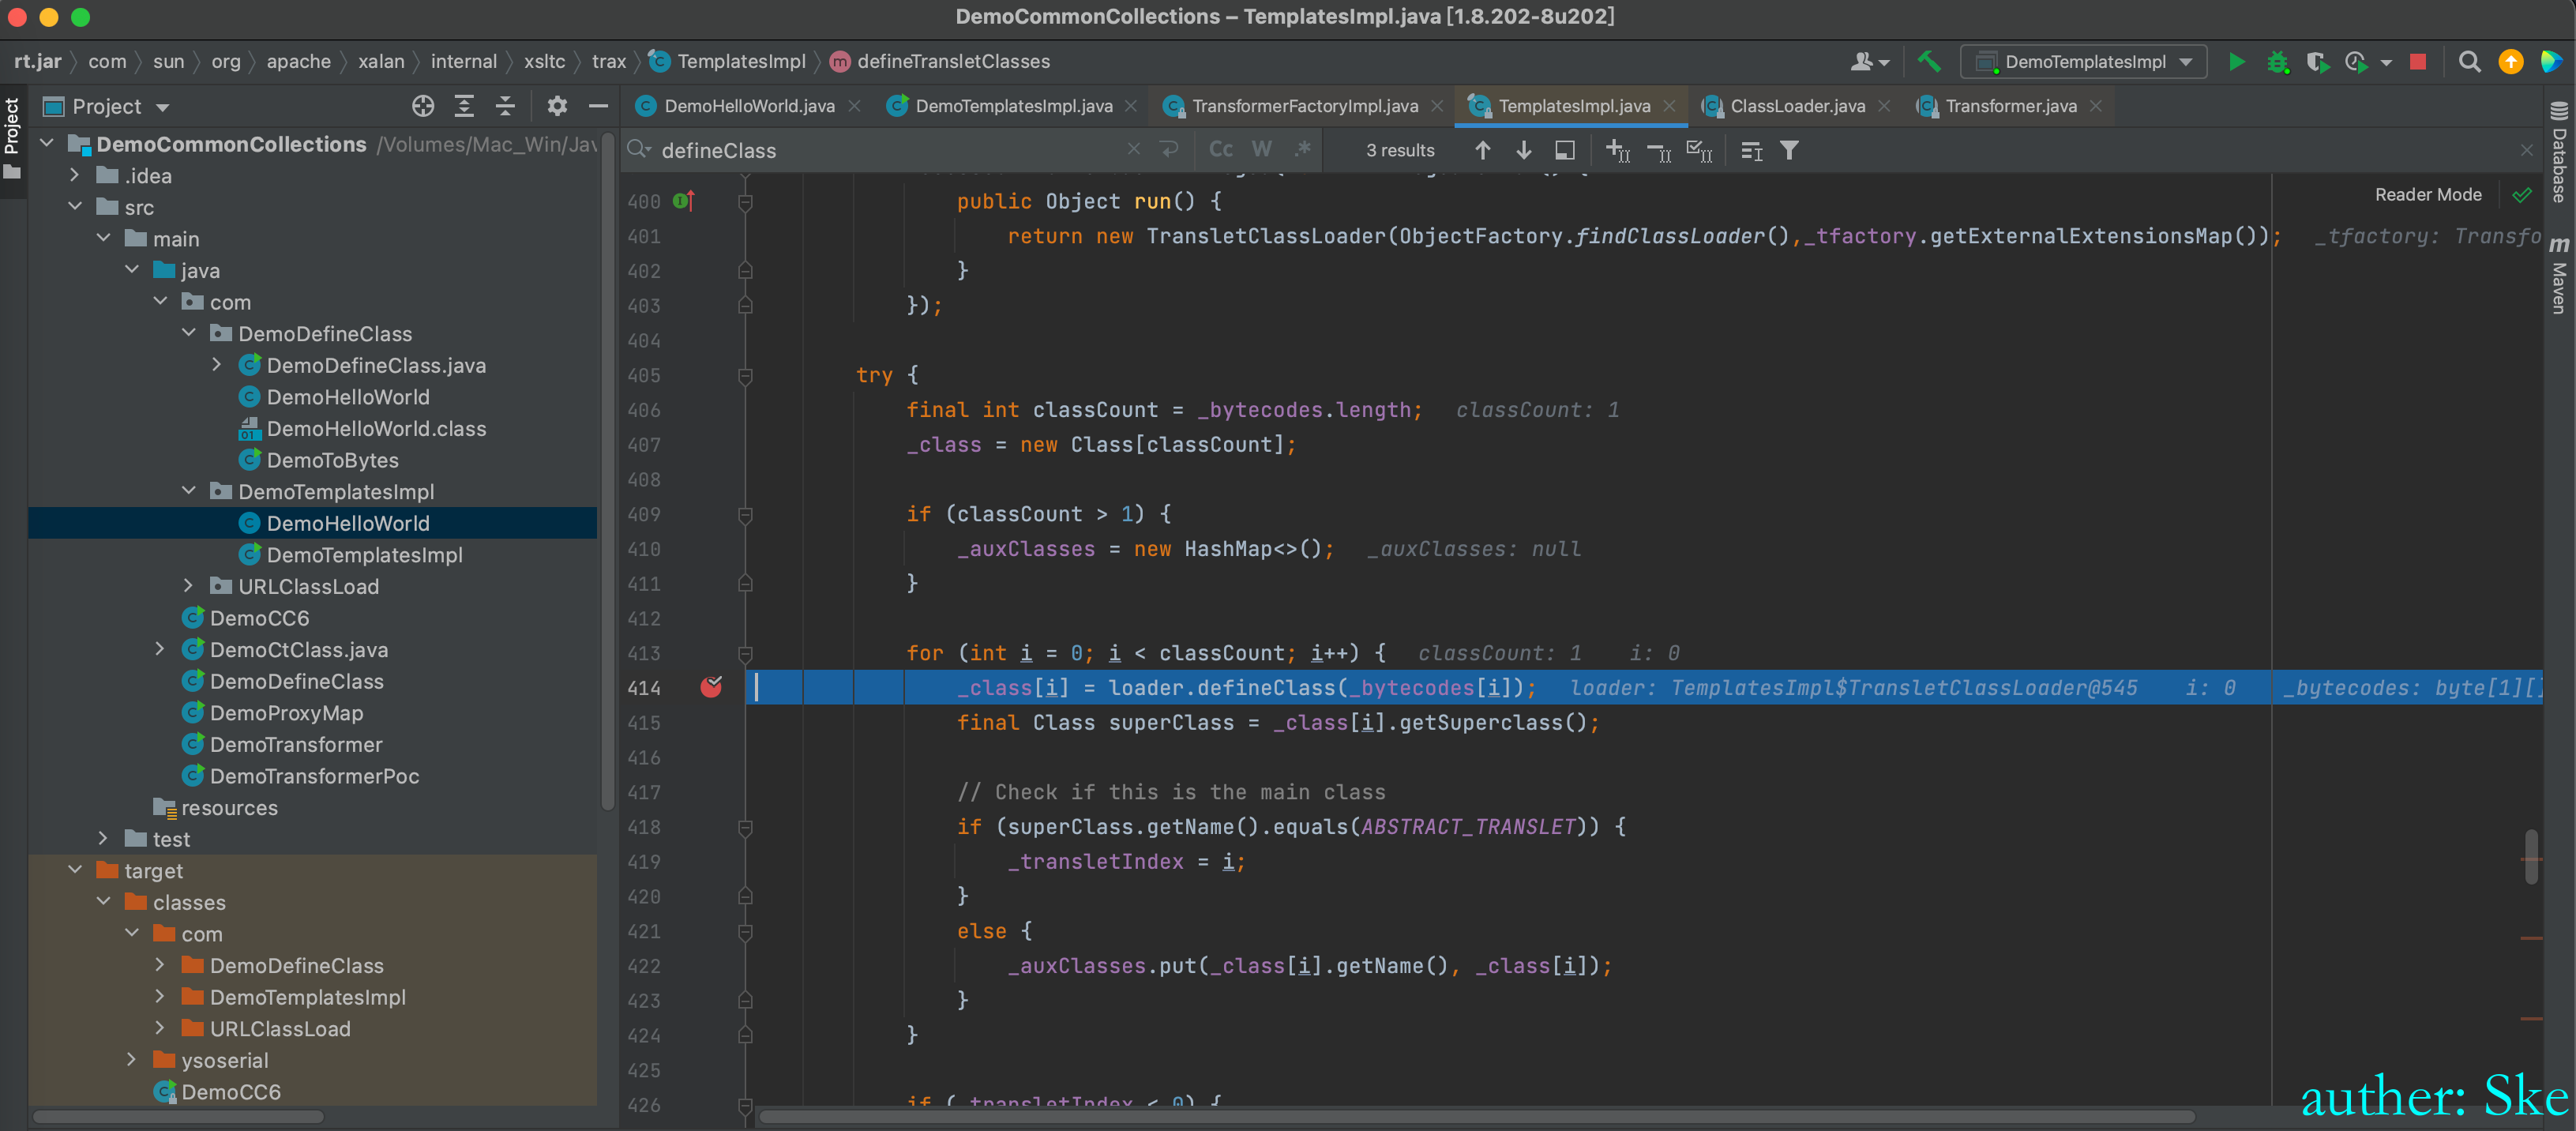 DemoCommonCollections – TemplatesImpl.java [1.8.202-8u202]
rt.jar com sun org apache xalan internal xsltc trax TemplatesImpl m defineTransletClasses DemoTemplatesImpl
Project
Project
DemoCommonCollections /Volumes/Mac_Win/Jav
.idea
src
main
java
com
DemoDefineClass
DemoDefineClass.java
DemoHelloWorld
DemoHelloWorld.class
DemoToBytes
DemoTemplatesImpl
DemoHelloWorld
DemoTemplatesImpl
URLClassLoad
DemoCC6
DemoCtClass.java
DemoDefineClass
DemoProxyMap
DemoTransformer
DemoTransformerPoc
resources
test
target
classes
com
DemoDefineClass
DemoTemplatesImpl
URLClassLoad
ysoserial
DemoCC6
DemoHelloWorld.java DemoTemplatesImpl.java TransformerFactoryImpl.java TemplatesImpl.java ClassLoader.java Transformer.java
defineClass Cc W .* 3 results
Reader Mode
400 public Object run() {
401 return new TransletClassLoader(ObjectFactory.findClassLoader(),_tfactory.getExternalExtensionsMap()); _tfactory: Transfo
402 }
403 });
404
405 try {
406 final int classCount = _bytecodes.length; classCount: 1
407 _class = new Class[classCount];
408
409 if (classCount > 1) {
410 _auxClasses = new HashMap<>(); _auxClasses: null
411 }
412
413 for (int i = 0; i < classCount; i++) { classCount: 1 i: 0
414 _class[i] = loader.defineClass(_bytecodes[i]); loader: TemplatesImpl$TransletClassLoader@545 i: 0 _bytecodes: byte[1][]
415 final Class superClass = _class[i].getSuperclass();
416
417 // Check if this is the main class
418 if (superClass.getName().equals(ABSTRACT_TRANSLET)) {
419 _transletIndex = i;
420 }
421 else {
422 _auxClasses.put(_class[i].getName(), _class[i]);
423 }
424 }
425
426 if (_transletIndex < 0) {
Database
m Maven
auther: Ske